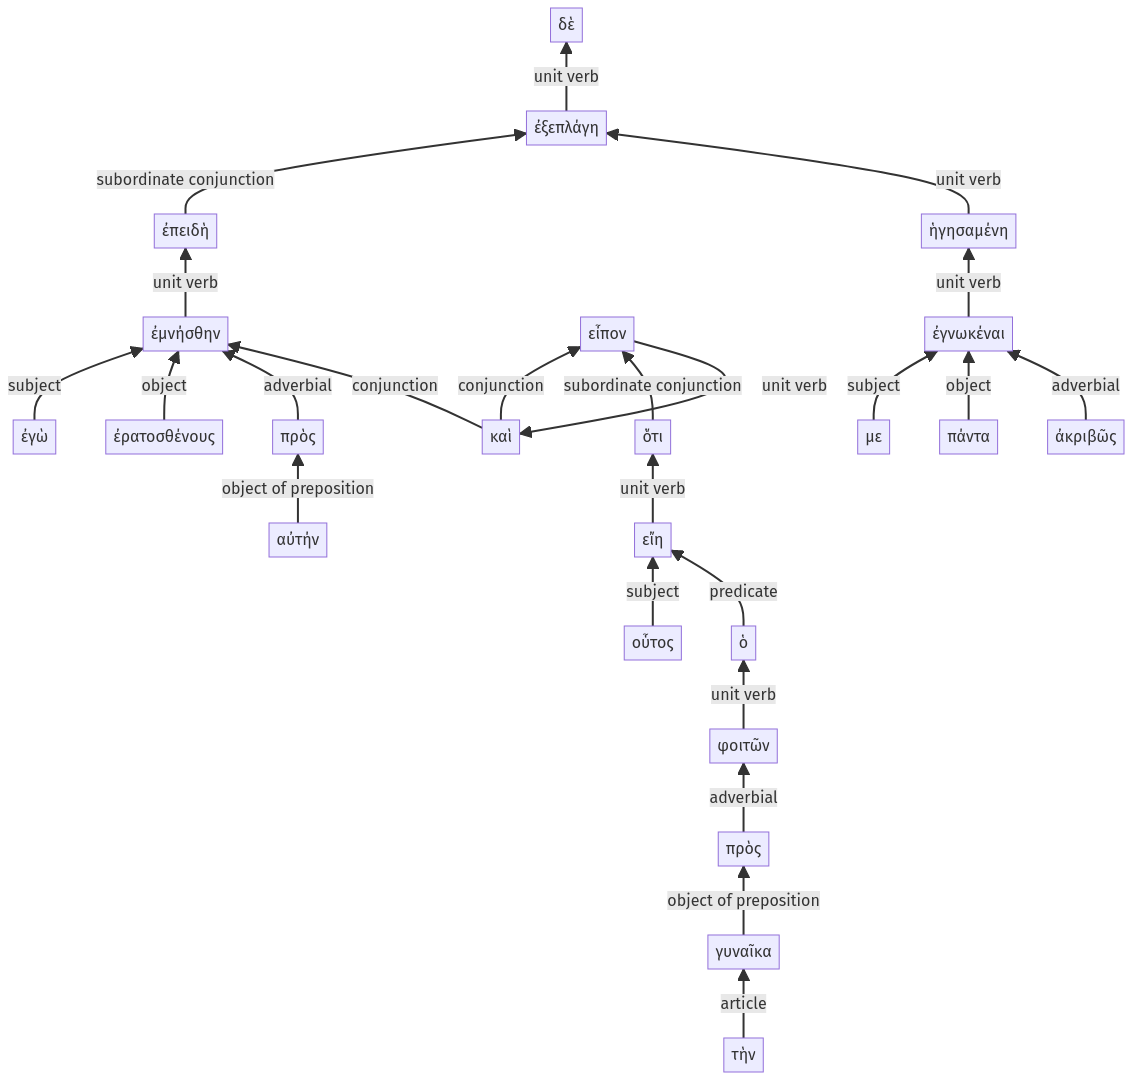 δὲ
unit verb
ἐξεπλάγη
subordinate conjunction
unit verb
ἐπειδὴ
ἡγησαμένη
unit verb
unit verb
ἐμνήσθην
εἶπον
ἐγνωκέναι
subject
object
adverbial
conjunction
conjunction
subordinate conjunction
unit verb
subject
object
adverbial
ἐγὼ
ἐρατοσθένους
πρὸς
καὶ
ὅτι
με
πάντα
ἀκριβῶς
object of preposition
unit verb
αὐτήν
εἴη
subject
predicate
οὗτος
ὁ
unit verb
φοιτῶν
adverbial
πρὸς
object of preposition
γυναῖκα
article
τὴν